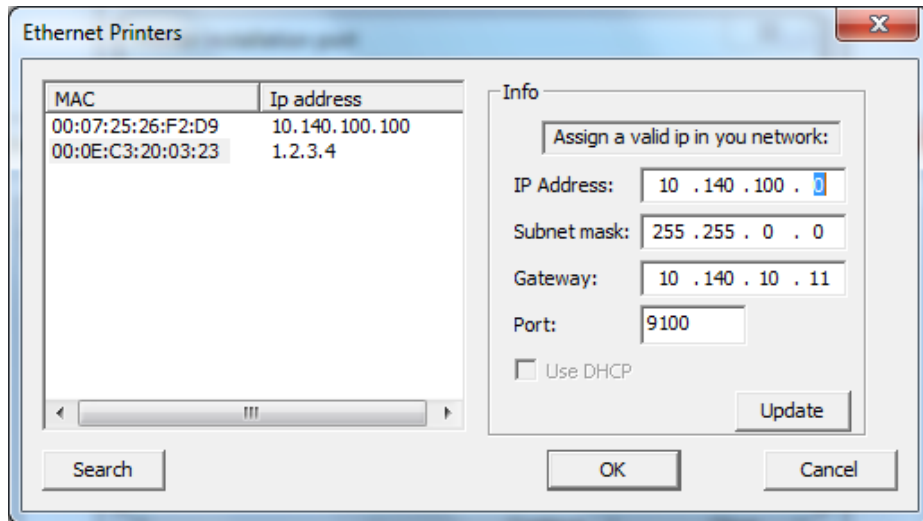 Ethernet Printers
MAC Ip address
00:07:25:26:F2:D9 10.140.100.100
00:0E:C3:20:03:23 1.2.3.4
Info
Assign a valid ip in you network:
IP Address: 10 .140 .100 . 0
Subnet mask: 255 .255 . 0 . 0
Gateway: 10 .140 . 10 . 11
Port: 9100
Use DHCP
Update
Search
OK
Cancel